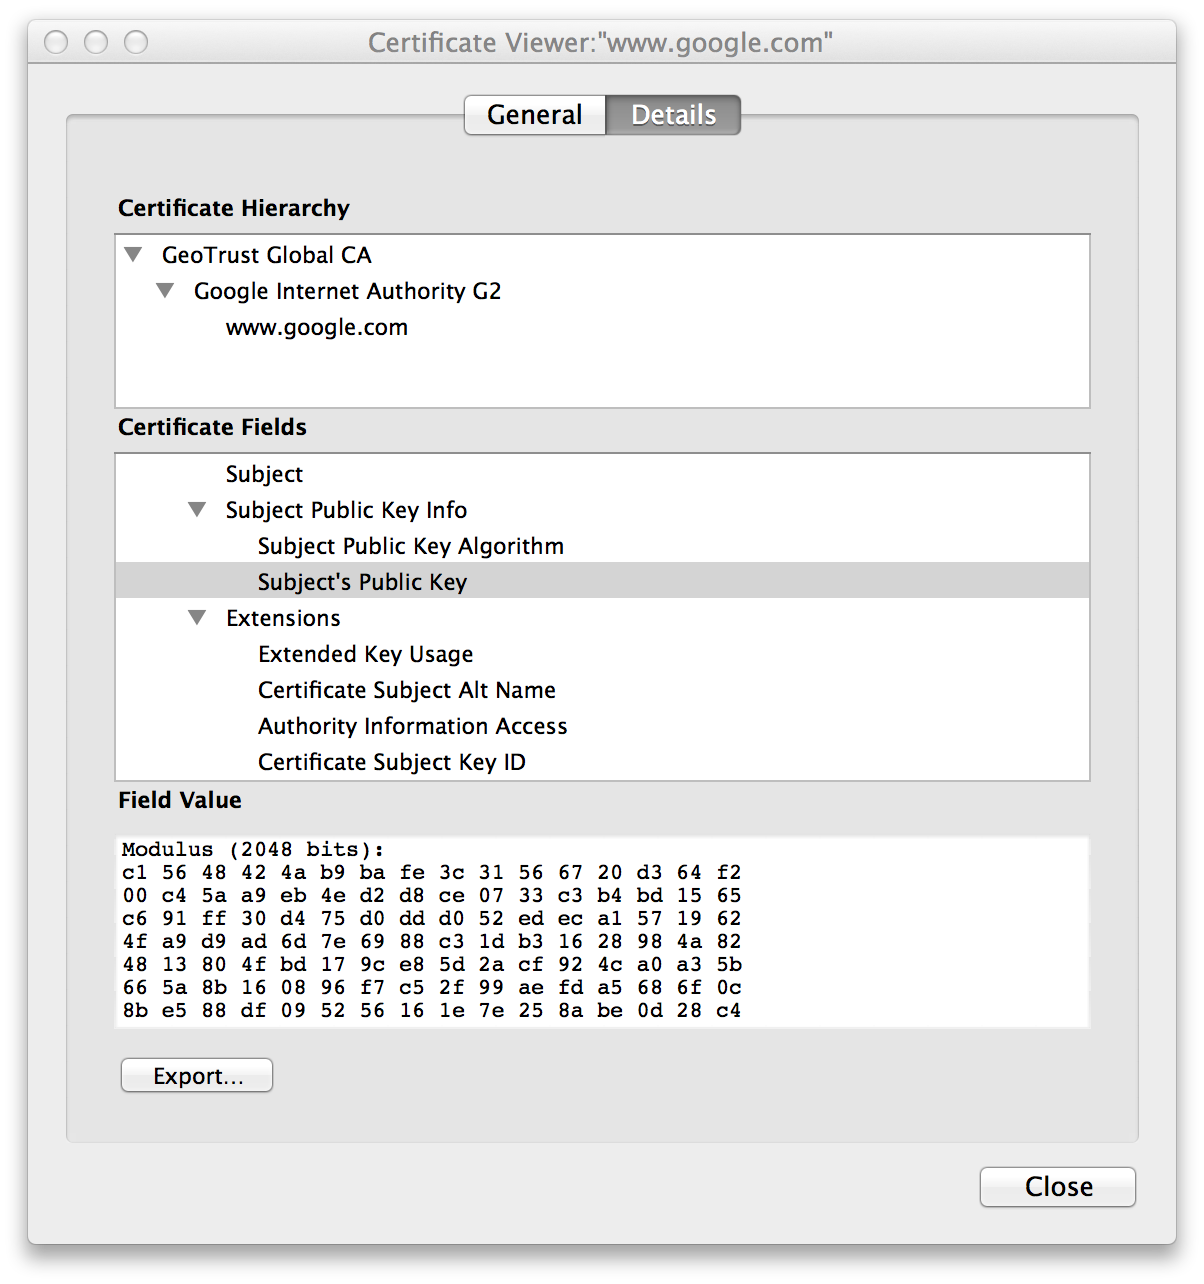 Certificate Viewer:"www.google.com"
General Details
Certificate Hierarchy
GeoTrust Global CA
Google Internet Authority G2
www.google.com
Certificate Fields
Subject
Subject Public Key Info
Subject Public Key Algorithm
Subject's Public Key
Extensions
Extended Key Usage
Certificate Subject Alt Name
Authority Information Access
Certificate Subject Key ID
Field Value
Modulus (2048 bits):
c1 56 48 42 4a b9 ba fe 3c 31 56 67 20 d3 64 f2
00 c4 5a a9 eb 4e d2 d8 ce 07 33 c3 b4 bd 15 65
c6 91 ff 30 d4 75 d0 dd d0 52 ed ec a1 57 19 62
4f a9 d9 ad 6d 7e 69 88 c3 1d b3 16 28 98 4a 82
48 13 80 4f bd 17 9c e8 5d 2a cf 92 4c a0 a3 5b
66 5a 8b 16 08 96 f7 c5 2f 99 ae fd a5 68 6f 0c
8b e5 88 df 09 52 56 16 1e 7e 25 8a be 0d 28 c4
Export...
Close